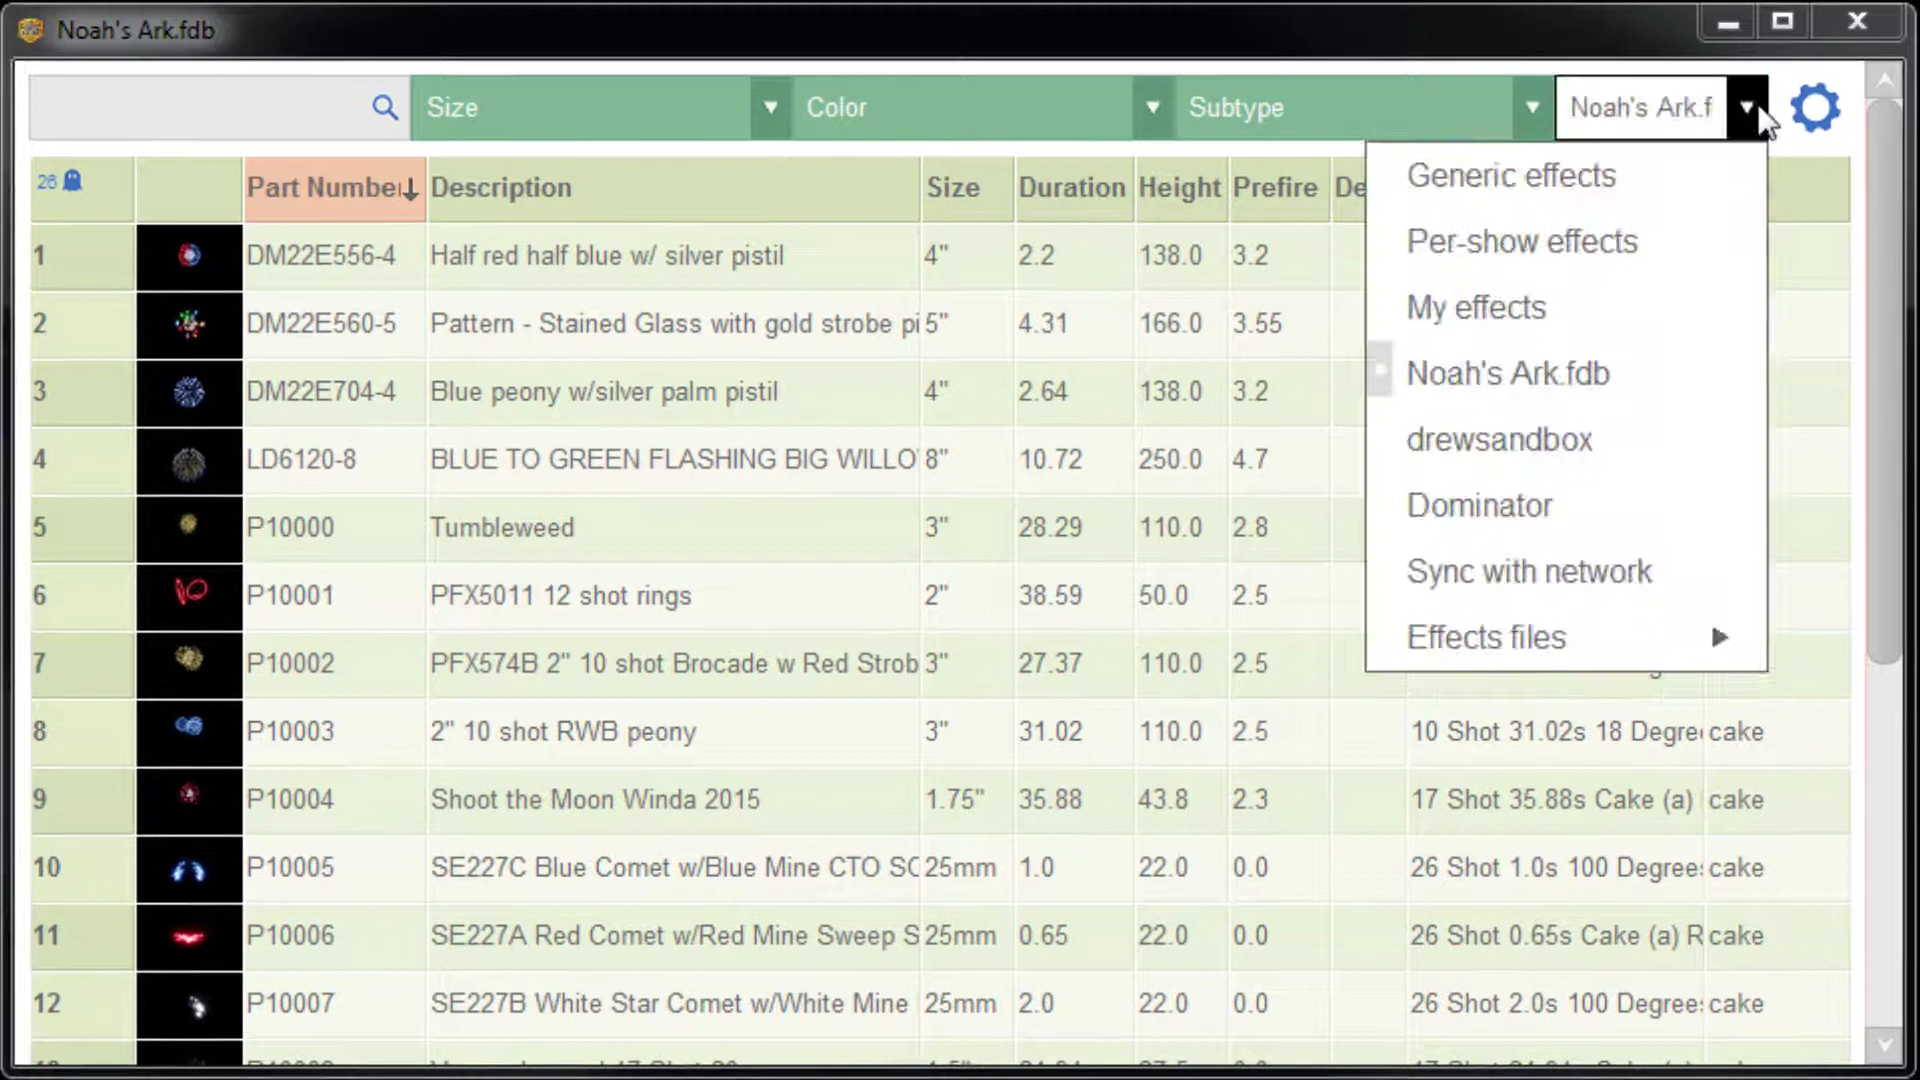 Noah's Ark.fdb
Size Color Subtype Noah's Ark.f
26 Part Number Description Size Duration Height Prefire De
Generic effects
Per-show effects
My effects
Noah's Ark.fdb
drewsandbox
Dominator
Sync with network
Effects files
1 DM22E556-4 Half red half blue w/ silver pistil 4" 2.2 138.0 3.2
2 DM22E560-5 Pattern - Stained Glass with gold strobe pi 5" 4.31 166.0 3.55
3 DM22E704-4 Blue peony w/silver palm pistil 4" 2.64 138.0 3.2
4 LD6120-8 BLUE TO GREEN FLASHING BIG WILLO 8" 10.72 250.0 4.7
5 P10000 Tumbleweed 3" 28.29 110.0 2.8
6 P10001 PFX5011 12 shot rings 2" 38.59 50.0 2.5
7 P10002 PFX574B 2" 10 shot Brocade w Red Strob 3" 27.37 110.0 2.5
8 P10003 2" 10 shot RWB peony 3" 31.02 110.0 2.5 10 Shot 31.02s 18 Degre cake
9 P10004 Shoot the Moon Winda 2015 1.75" 35.88 43.8 2.3 17 Shot 35.88s Cake (a) cake
10 P10005 SE227C Blue Comet w/Blue Mine CTO SC 25mm 1.0 22.0 0.0 26 Shot 1.0s 100 Degree cake
11 P10006 SE227A Red Comet w/Red Mine Sweep S 25mm 0.65 22.0 0.0 26 Shot 0.65s Cake (a) R cake
12 P10007 SE227B White Star Comet w/White Mine 25mm 2.0 22.0 0.0 26 Shot 2.0s 100 Degree cake